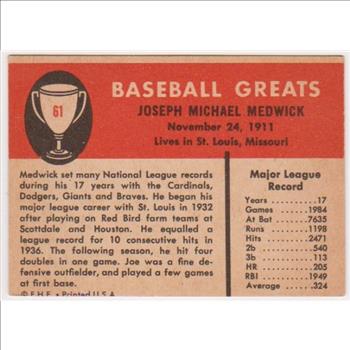 61
BASEBALL GREATS
JOSEPH MICHAEL MEDWICK
November 24, 1911
Lives in St. Louis, Missouri
Medwick set many National League records
during his 17 years with the Cardinals,
Dodgers, Giants and Braves. He began his
major league career with St. Louis in 1932
after playing on Red Bird farm teams at
Scottdale and Houston. He equalled a
league record for 10 consecutive hits in
1936. The following season, he hit four
doubles in one game. Joe was a fine de-
fensive outfielder, and played a few games
at first base.
© F.H.F. • Printed U.S.A.
Major League
Record
Years 17
Games 1984
At Bat 7635
Runs 1198
Hits 2471
2b 540
3b 113
HR 205
RBI 1949
Average .324